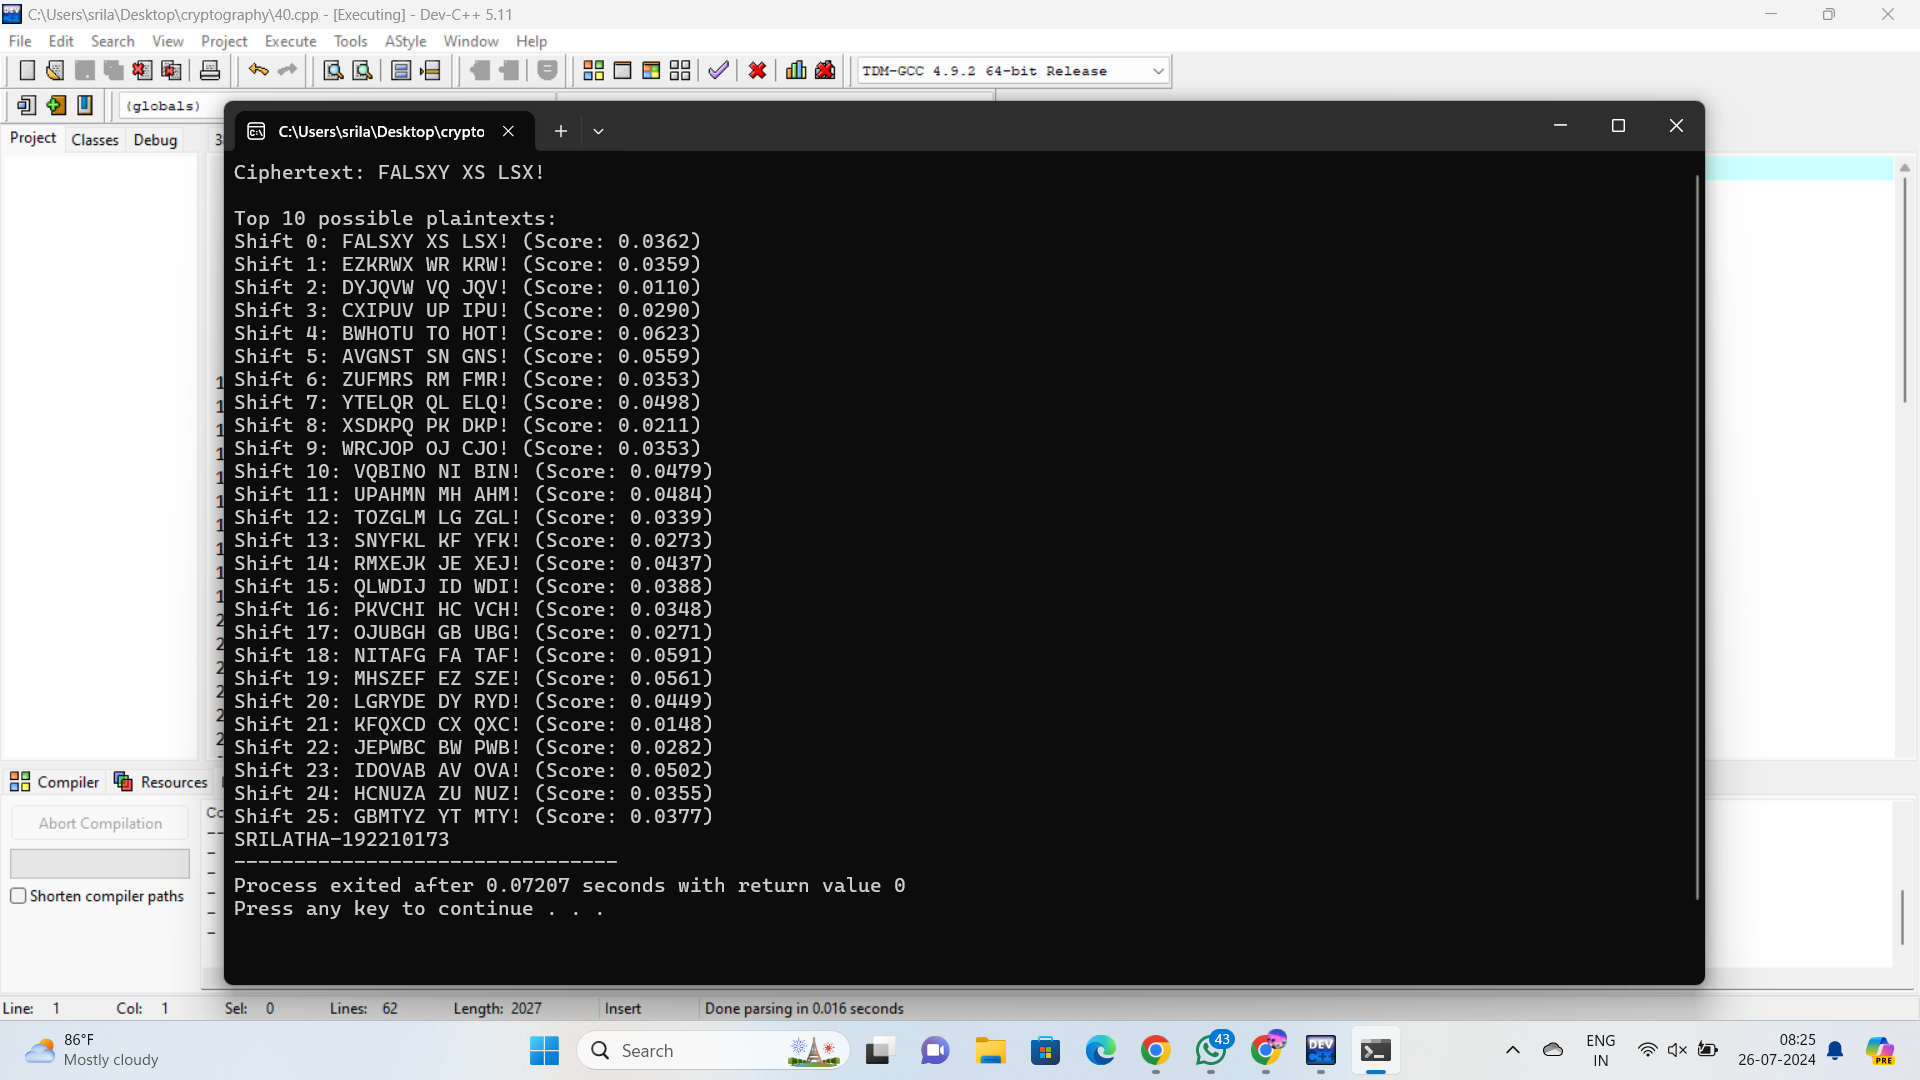 C:\Users\srila\Desktop\cryptography\40.cpp - [Executing] - Dev-C++ 5.11
File Edit Search View Project Execute Tools AStyle Window Help
TDM-GCC 4.9.2 64-bit Release
(globals)
Project Classes Debug
C:\Users\srila\Desktop\crypto
Ciphertext: FALSXY XS LSX!
Top 10 possible plaintexts:
Shift 0: FALSXY XS LSX! (Score: 0.0362)
Shift 1: EZKRWX WR KRW! (Score: 0.0359)
Shift 2: DYJQVW VQ JQV! (Score: 0.0110)
Shift 3: CXIPUV UP IPU! (Score: 0.0290)
Shift 4: BWHOTU TO HOT! (Score: 0.0623)
Shift 5: AVGNST SN GNS! (Score: 0.0559)
Shift 6: ZUFMRS RM FMR! (Score: 0.0353)
Shift 7: YTELQR QL ELQ! (Score: 0.0498)
Shift 8: XSDKPQ PK DKP! (Score: 0.0211)
Shift 9: WRCJOP OJ CJO! (Score: 0.0353)
Shift 10: VQBINO NI BIN! (Score: 0.0479)
Shift 11: UPAHMN MH AHM! (Score: 0.0484)
Shift 12: TOZGLM LG ZGL! (Score: 0.0339)
Shift 13: SNYFKL KF YFK! (Score: 0.0273)
Shift 14: RMXEJK JE XEJ! (Score: 0.0437)
Shift 15: QLWDIJ ID WDI! (Score: 0.0388)
Shift 16: PKVCHI HC VCH! (Score: 0.0348)
Shift 17: OJUBGH GB UBG! (Score: 0.0271)
Shift 18: NITAFG FA TAF! (Score: 0.0591)
Shift 19: MHSZEF EZ SZE! (Score: 0.0561)
Shift 20: LGRYDE DY RYD! (Score: 0.0449)
Shift 21: KFQXCD CX QXC! (Score: 0.0148)
Shift 22: JEPWBC BW PWB! (Score: 0.0282)
Shift 23: IDOVAB AV OVA! (Score: 0.0502)
Shift 24: HCNUZA ZU NUZ! (Score: 0.0355)
Shift 25: GBMTYZ YT MTY! (Score: 0.0377)
SRILATHA-192210173
--------------------------------
Process exited after 0.07207 seconds with return value 0
Press any key to continue . . .
Compiler Resources
Abort Compilation
Shorten compiler paths
Line: 1 Col: 1 Sel: 0 Lines: 62 Length: 2027 Insert Done parsing in 0.016 seconds
86°F
Mostly cloudy
Search
43
DEV
PRE
ENG
IN
08:25
26-07-2024